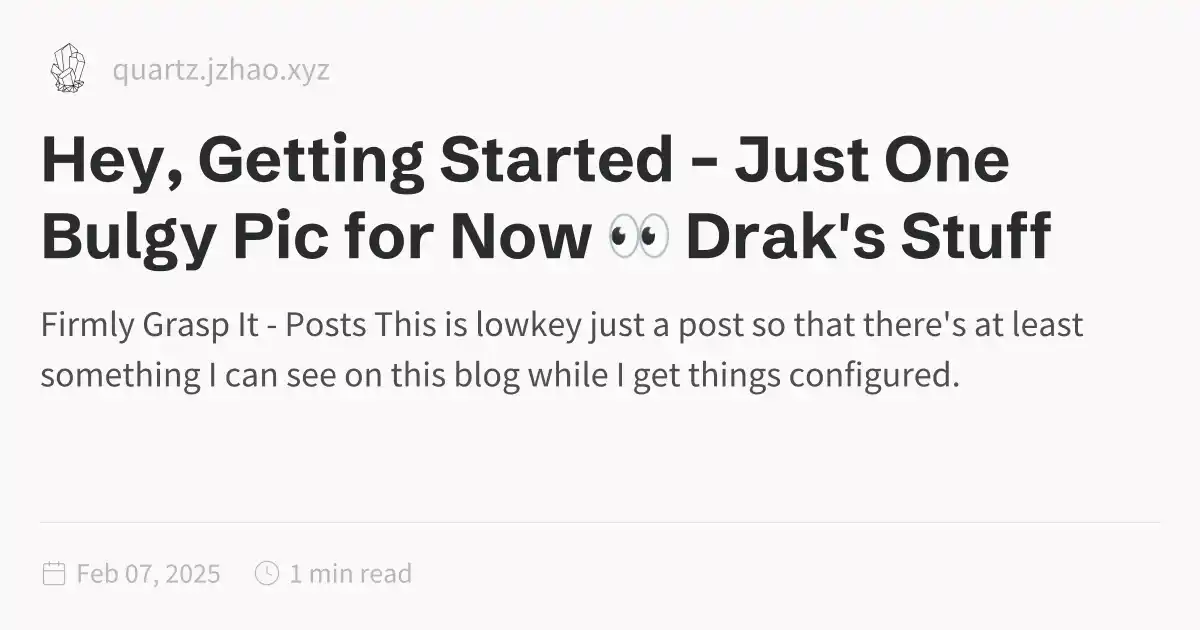 quartz.jzhao.xyz
Hey, Getting Started - Just One
Bulgy Pic for Now 👀 Drak's Stuff
Firmly Grasp It - Posts This is lowkey just a post so that there's at least
something I can see on this blog while I get things configured.
Feb 07, 2025 1 min read